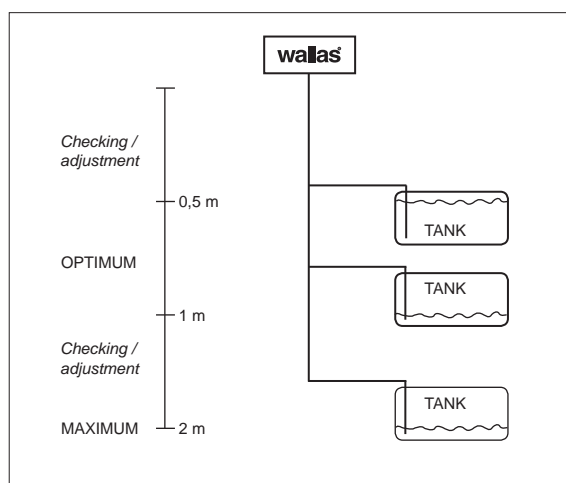 wallas
Checking /
adjustment
0,5 m
TANK
OPTIMUM
TANK
1 m
Checking /
adjustment
TANK
MAXIMUM
2 m